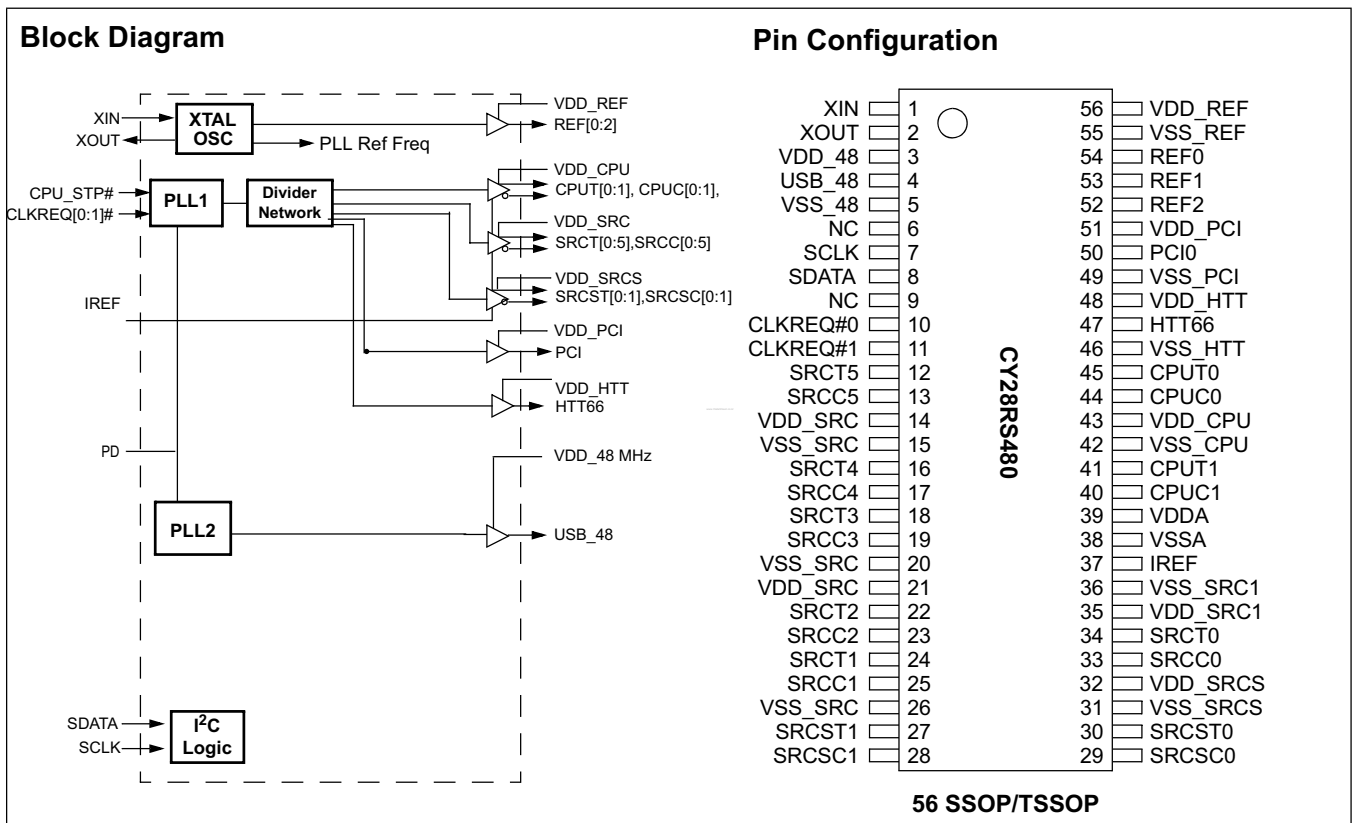 Block Diagram
XIN
XOUT
XTAL
OSC
PLL Ref Freq
VDD_REF
REF[0:2]
CPU_STP#
CLKREQ[0:1]#
PLL1
Divider
Network
VDD_CPU
CPUT[0:1], CPUC[0:1],
VDD_SRC
SRCT[0:5],SRCC[0:5]
VDD_SRCS
SRCST[0:1],SRCSC[0:1]
IREF
VDD_PCI
PCI
VDD_HTT
HTT66
PD
VDD_48 MHz
PLL2
USB_48
SDATA
SCLK
I2C
Logic
Pin Configuration
XIN 1 56 VDD_REF
XOUT 2 55 VSS_REF
VDD_48 3 54 REF0
USB_48 4 53 REF1
VSS_48 5 52 REF2
NC 6 51 VDD_PCI
SCLK 7 50 PCI0
SDATA 8 49 VSS_PCI
NC 9 48 VDD_HTT
CLKREQ#0 10 47 HTT66
CLKREQ#1 11 46 VSS_HTT
SRCT5 12 45 CPUT0
SRCC5 13 44 CPUC0
VDD_SRC 14 43 VDD_CPU
VSS_SRC 15 42 VSS_CPU
SRCT4 16 41 CPUT1
SRCC4 17 40 CPUC1
SRCT3 18 39 VDDA
SRCC3 19 38 VSSA
VSS_SRC 20 37 IREF
VDD_SRC 21 36 VSS_SRC1
SRCT2 22 35 VDD_SRC1
SRCC2 23 34 SRCT0
SRCT1 24 33 SRCC0
SRCC1 25 32 VDD_SRCS
VSS_SRC 26 31 VSS_SRCS
SRCST1 27 30 SRCST0
SRCSC1 28 29 SRCSC0
CY28RS480
56 SSOP/TSSOP